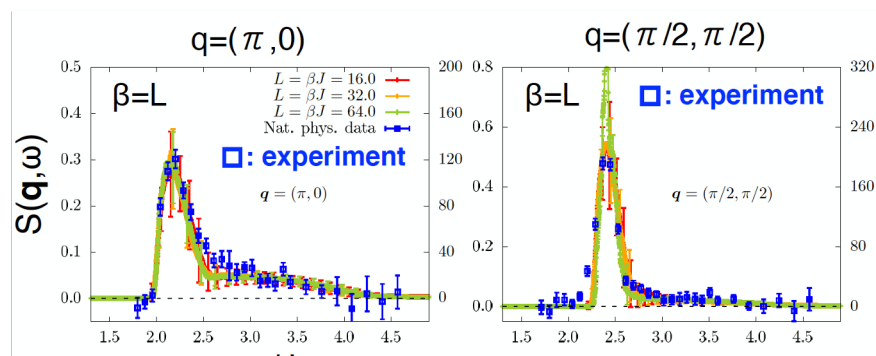 q=(π,0)
q=(π/2,π/2)
S(q,ω)
0.5
0.4
0.3
0.2
0.1
0.0
β=L
L = βJ = 16.0
L = βJ = 32.0
L = βJ = 64.0
Nat. phys. data
□: experiment
q = (π, 0)
200
160
120
80
40
0
1.5 2.0 2.5 3.0 3.5 4.0 4.5
0.8
0.6
0.4
0.2
0.0
β=L
□: experiment
q = (π/2, π/2)
320
240
160
80
0
1.5 2.0 2.5 3.0 3.5 4.0 4.5